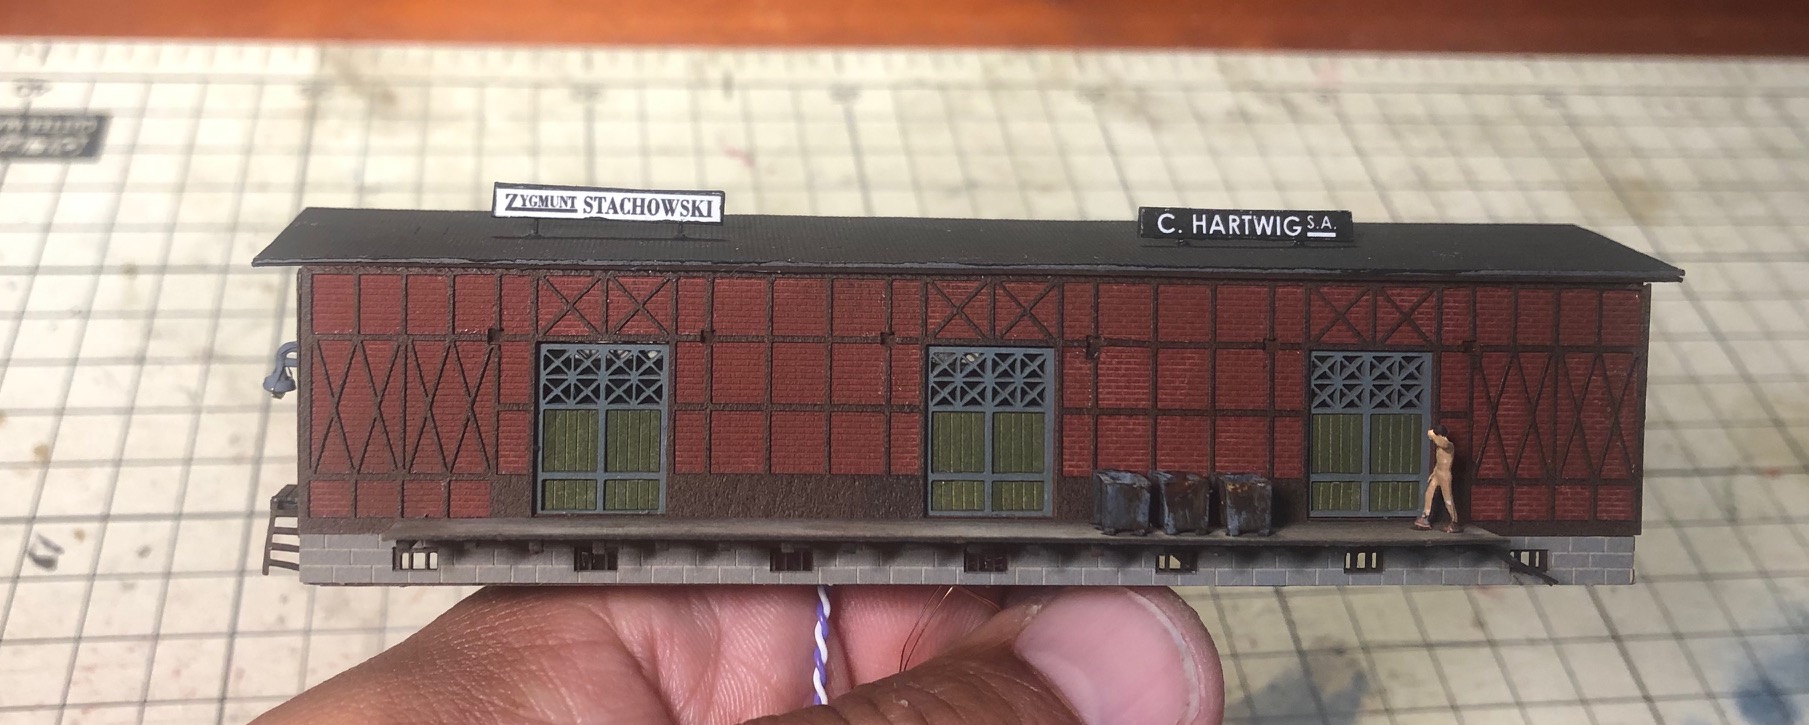 ZYGMUNT STACHOWSKI
C. HARTWIG S.A.